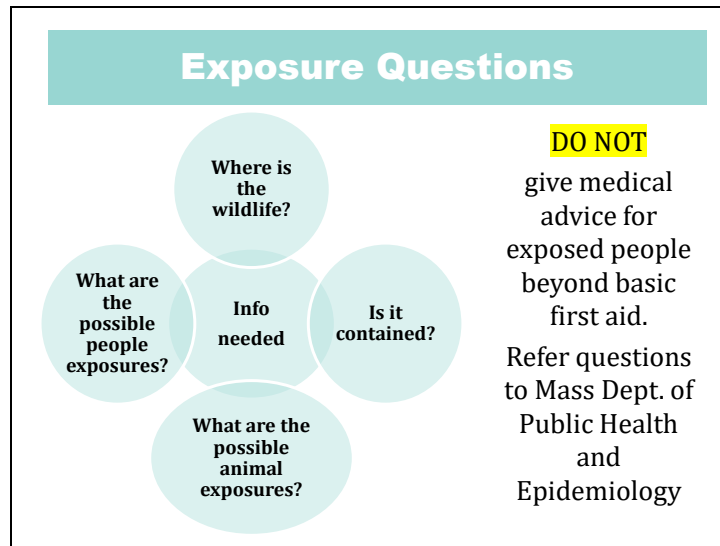 Exposure Questions
Where is
the
wildlife?
What are
the
possible
people
exposures?
Info
needed
Is it
contained?
What are the
possible
animal
exposures?
DO NOT
give medical
advice for
exposed people
beyond basic
first aid.
Refer questions
to Mass Dept. of
Public Health
and
Epidemiology